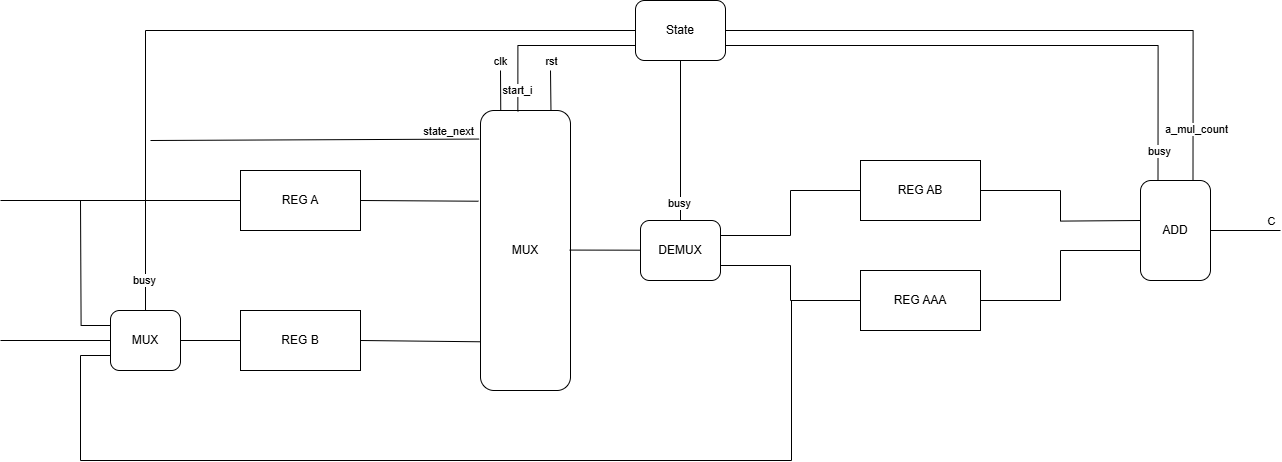 State
clk
rst
start_i
state_next
a_mul_count
busy
REG A
REG AB
busy
ADD
C
MUX
DEMUX
busy
REG AAA
MUX
REG B